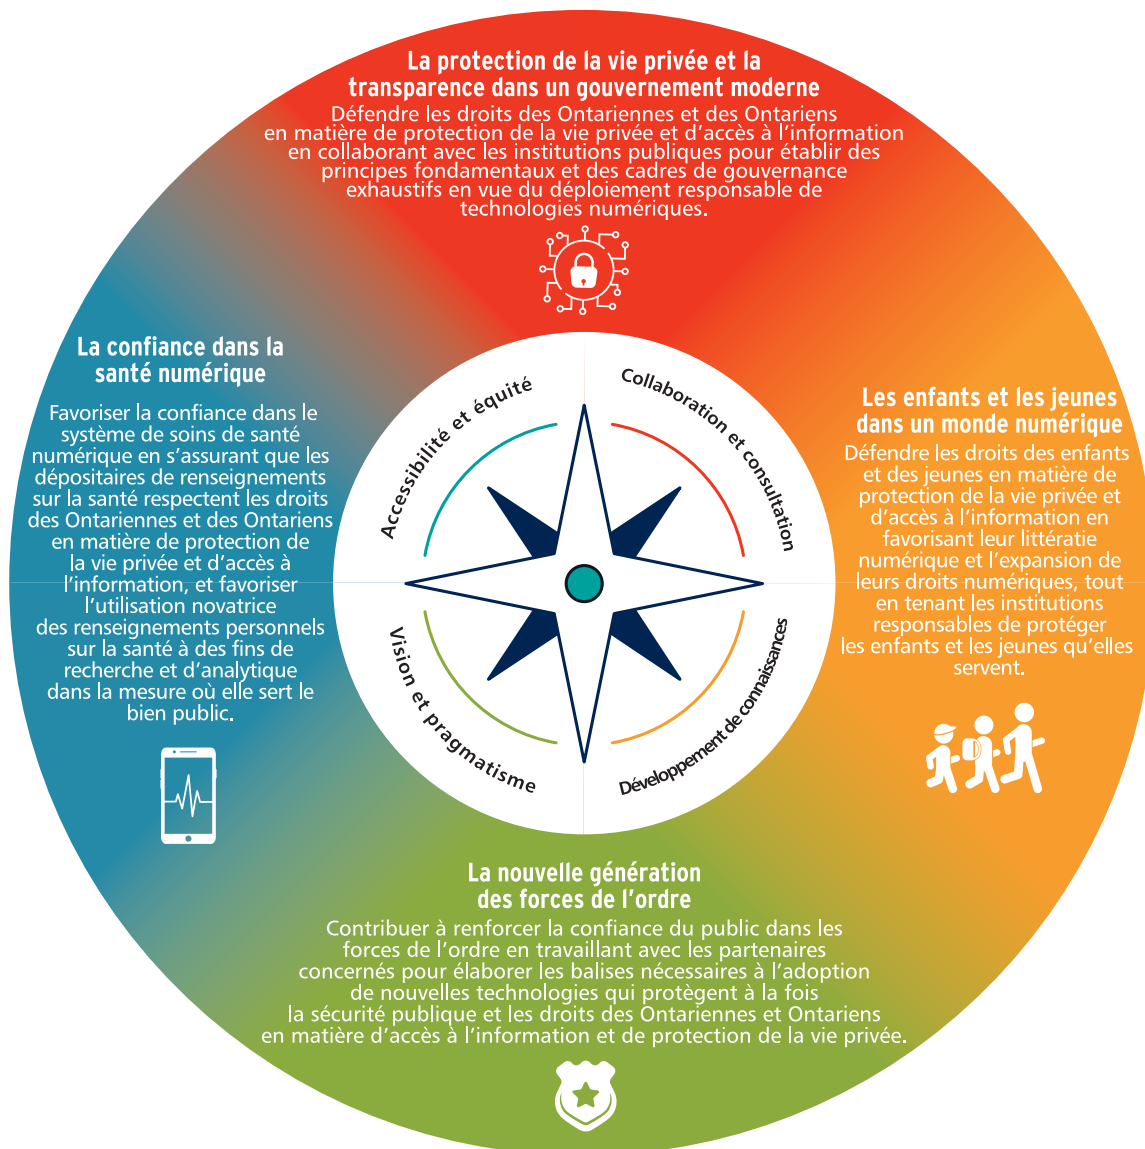 La protection de la vie privée et la
transparence dans un gouvernement moderne
Défendre les droits des Ontariennes et des Ontariens
en matière de protection de la vie privée et d’accès à l’information
en collaborant avec les institutions publiques pour établir des
principes fondamentaux et des cadres de gouvernance
exhaustifs en vue du déploiement responsable de
technologies numériques.
La confiance dans la
santé numérique
Favoriser la confiance dans le
système de soins de santé
numérique en s’assurant que les
dépositaires de renseignements
sur la santé respectent les droits
des Ontariennes et des Ontariens
en matière de protection de
la vie privée et d’accès à
l’information, et favoriser
l’utilisation novatrice
des renseignements personnels
sur la santé à des fins de
recherche et d’analytique
dans la mesure où elle sert le
bien public.
Accessibilité et équité
Collaboration et consultation
Vision et pragmatisme
Développement de connaissances
Les enfants et les jeunes
dans un monde numérique
Défendre les droits des enfants
et des jeunes en matière de
protection de la vie privée et
d’accès à l’information en
favorisant leur littératie
numérique et l’expansion de
leurs droits numériques, tout
en tenant les institutions
responsables de protéger
les enfants et les jeunes qu’elles
servent.
La nouvelle génération
des forces de l’ordre
Contribuer à renforcer la confiance du public dans les
forces de l’ordre en travaillant avec les partenaires
concernés pour élaborer les balises nécessaires à l’adoption
de nouvelles technologies qui protègent à la fois
la sécurité publique et les droits des Ontariennes et Ontariens
en matière d’accès à l’information et de protection de la vie privée.